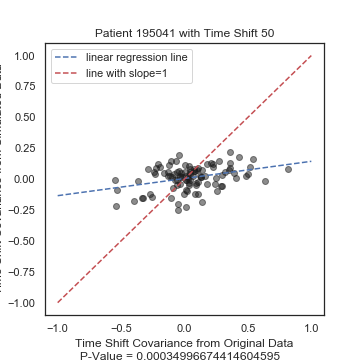 Patient 195041 with Time Shift 50
linear regression line
line with slope=1
1.00
0.75
0.50
0.25
0.00
−0.25
−0.50
−0.75
−1.00
−1.0 −0.5 0.0 0.5 1.0
Time Shift Covariance from Original Data
P-Value = 0.00034996674414604595